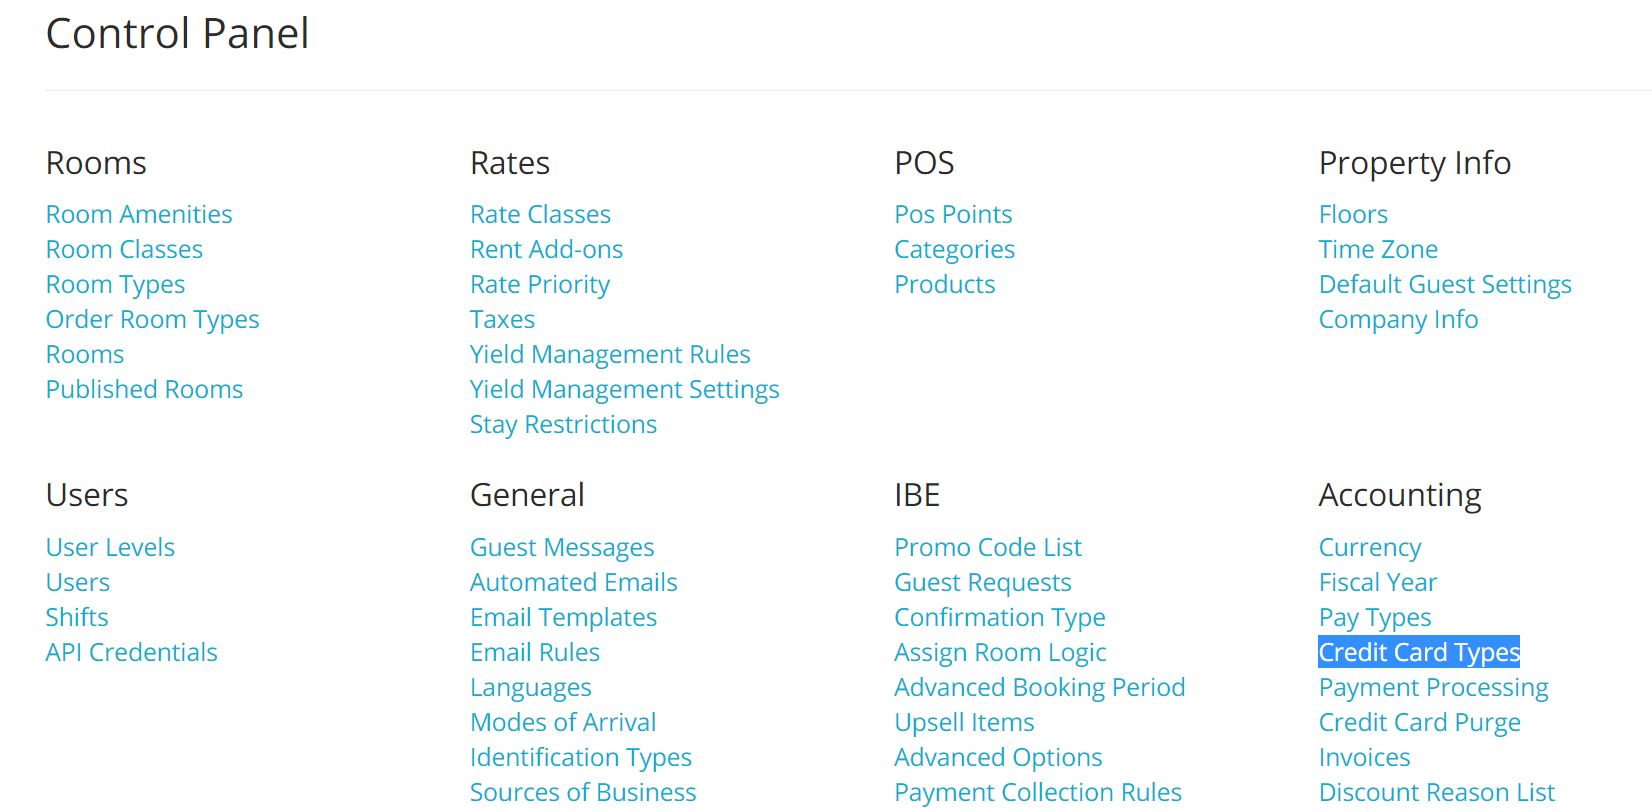 Control Panel
Rooms
Room Amenities
Room Classes
Room Types
Order Room Types
Rooms
Published Rooms
Rates
Rate Classes
Rent Add-ons
Rate Priority
Taxes
Yield Management Rules
Yield Management Settings
Stay Restrictions
POS
Pos Points
Categories
Products
Property Info
Floors
Time Zone
Default Guest Settings
Company Info
Users
User Levels
Users
Shifts
API Credentials
General
Guest Messages
Automated Emails
Email Templates
Email Rules
Languages
Modes of Arrival
Identification Types
Sources of Business
IBE
Promo Code List
Guest Requests
Confirmation Type
Assign Room Logic
Advanced Booking Period
Upsell Items
Advanced Options
Payment Collection Rules
Accounting
Currency
Fiscal Year
Pay Types
Credit Card Types
Payment Processing
Credit Card Purge
Invoices
Discount Reason List